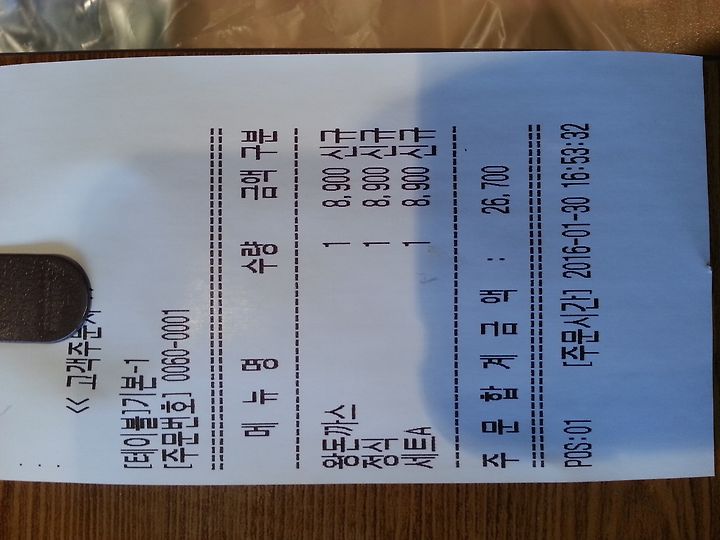 << 고객주문서
[테이블]기본-1
[주문번호] 0060-0001
메 뉴 명 수량 금액 구분
왕돈까스 1 8,900 신규
정식 1 8,900 신규
세트A 1 8,900 신규
주 문 합 계 금 액 : 26,700
POS:01 [주문시간] 2016-01-30 16:53:32